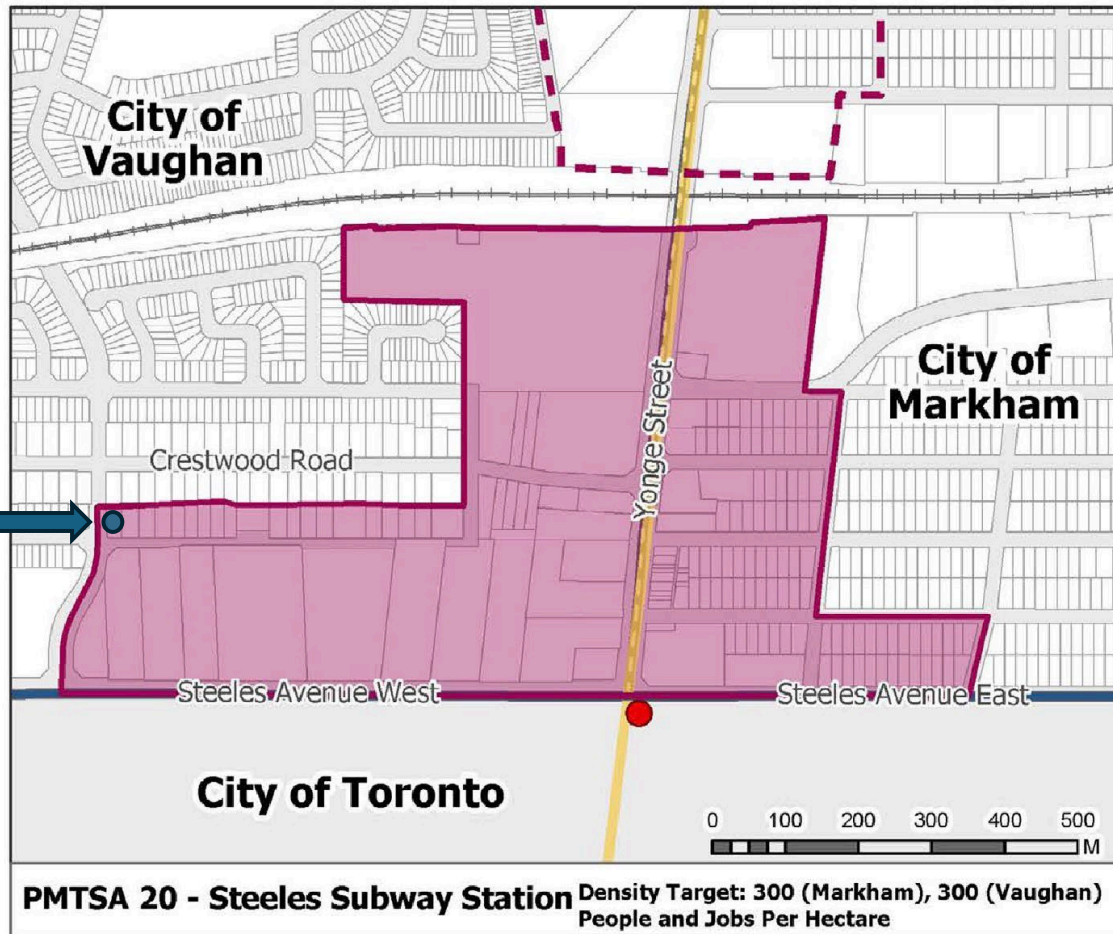 City of
Vaughan
City of
Markham
Crestwood Road
Yonge Street
Steeles Avenue West
Steeles Avenue East
City of Toronto
0 100 200 300 400 500
M
PMTSA 20 - Steeles Subway Station
Density Target: 300 (Markham), 300 (Vaughan)
People and Jobs Per Hectare